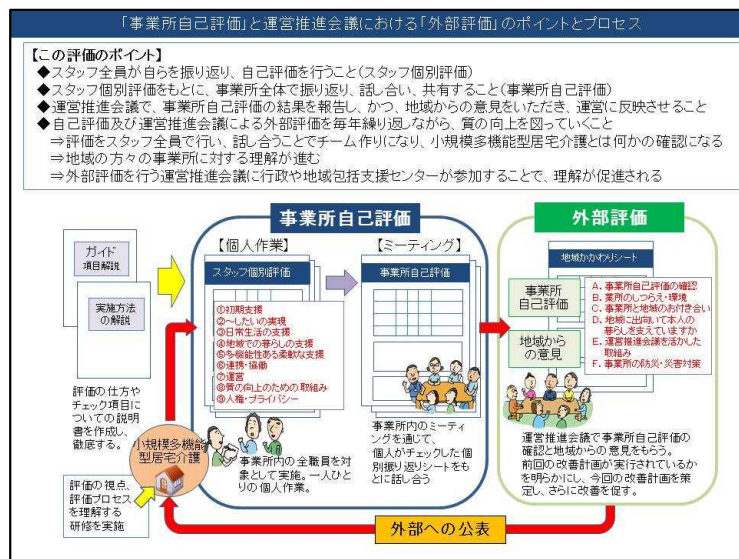 「事業所自己評価」と運営推進会議における「外部評価」のポイントとプロセス
【この評価のポイント】
◆スタッフ全員が自らを振り返り、自己評価を行うこと(スタッフ個別評価)
◆スタッフ個別評価をもとに、事業所全体で振り返り、話し合い、共有すること(事業所自己評価)
◆運営推進会議で、事業所自己評価の結果を報告し、かつ、地域からの意見をいただき、運営に反映させること
◆自己評価及び運営推進会議による外部評価を毎年繰り返しながら、質の向上を図っていくこと
⇒評価をスタッフ全員で行い、話し合うことでチーム作りになり、小規模多機能型居宅介護とは何かの確認になる
⇒地域の方々の事業所に対する理解が進む
⇒外部評価を行う運営推進会議に行政や地域包括支援センターが参加することで、理解が促進される
ガイド
項目解説
実施方法
の解説
評価の仕方や
チェック項目に
ついての説明
書を作成し、
徹底する。
小規模多機能
型居宅介護
評価の視点、
評価プロセス
を理解する
研修を実施
事業所自己評価
【個人作業】
スタッフ個別評価
①初期支援
②~したいの実現
③日常生活の支援
④地域での暮らしの支援
⑤多機能性ある柔軟な支援
⑥連携・協働
⑦運営
⑧質の向上のための取組み
⑨人権・プライバシー
事業所内の全職員を対
象として実施。一人ひ
とりの個人作業。
【ミーティング】
事業所自己評価
事業所内のミーティ
ングを通じて、
個人がチェックした個
別振り返りシートをも
とに話し合う
外部評価
地域かかわりシート
事業所
自己評価
地域から
の意見
A. 事業所自己評価の確認
B. 業所のしつらえ・環境
C. 事業所と地域のお付き合い
D. 地域に出向いて本人の
暮らしを支えていますか
E. 運営推進会議を活かした
取組み
F. 事業所の防災・災害対策
運営推進会議で事業所自己評価の
確認と地域からの意見をもらう。
前回の改善計画が実行されているか
を明らかにし、今回の改善計画を策
定し、さらに改善を促す。
外部への公表